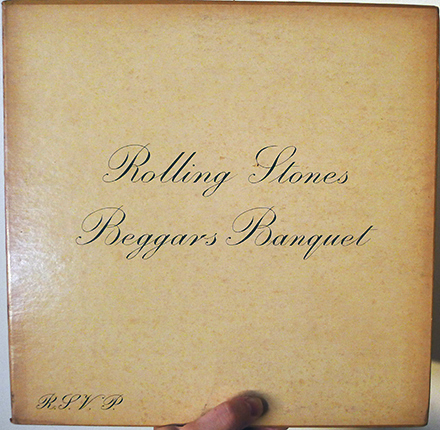 Rolling Stones
Beggars Banquet
R.S.V.P.